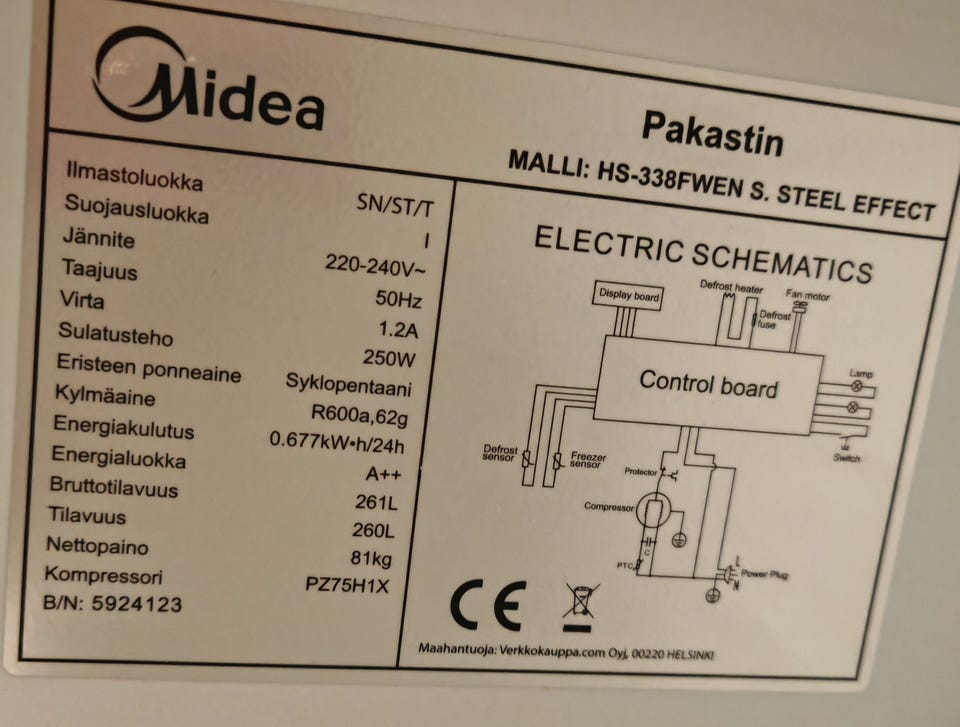 Midea
Pakastin
MALLI: HS-338FWEN S. STEEL EFFECT
Ilmastoluokka SN/ST/T
Suojausluokka I
Jännite 220-240V~
Taajuus 50Hz
Virta 1.2A
Sulatusteho 250W
Eristeen ponneaine Syklopentaani
Kylmäaine R600a,62g
Energiakulutus 0.677kW•h/24h
Energialuokka A++
Bruttotilavuus 261L
Tilavuus 260L
Nettopaino 81kg
Kompressori PZ75H1X
B/N: 5924123
ELECTRIC SCHEMATICS
Display board
Defrost heater
Fan motor
Defrost
fuse
Control board
Lamp
Switch
Defrost
sensor
Freezer
sensor
Protector
Compressor
C
PTC
L
Power Plug
N
CE
Maahantuoja: Verkkokauppa.com Oyj, 00220 HELSINKI